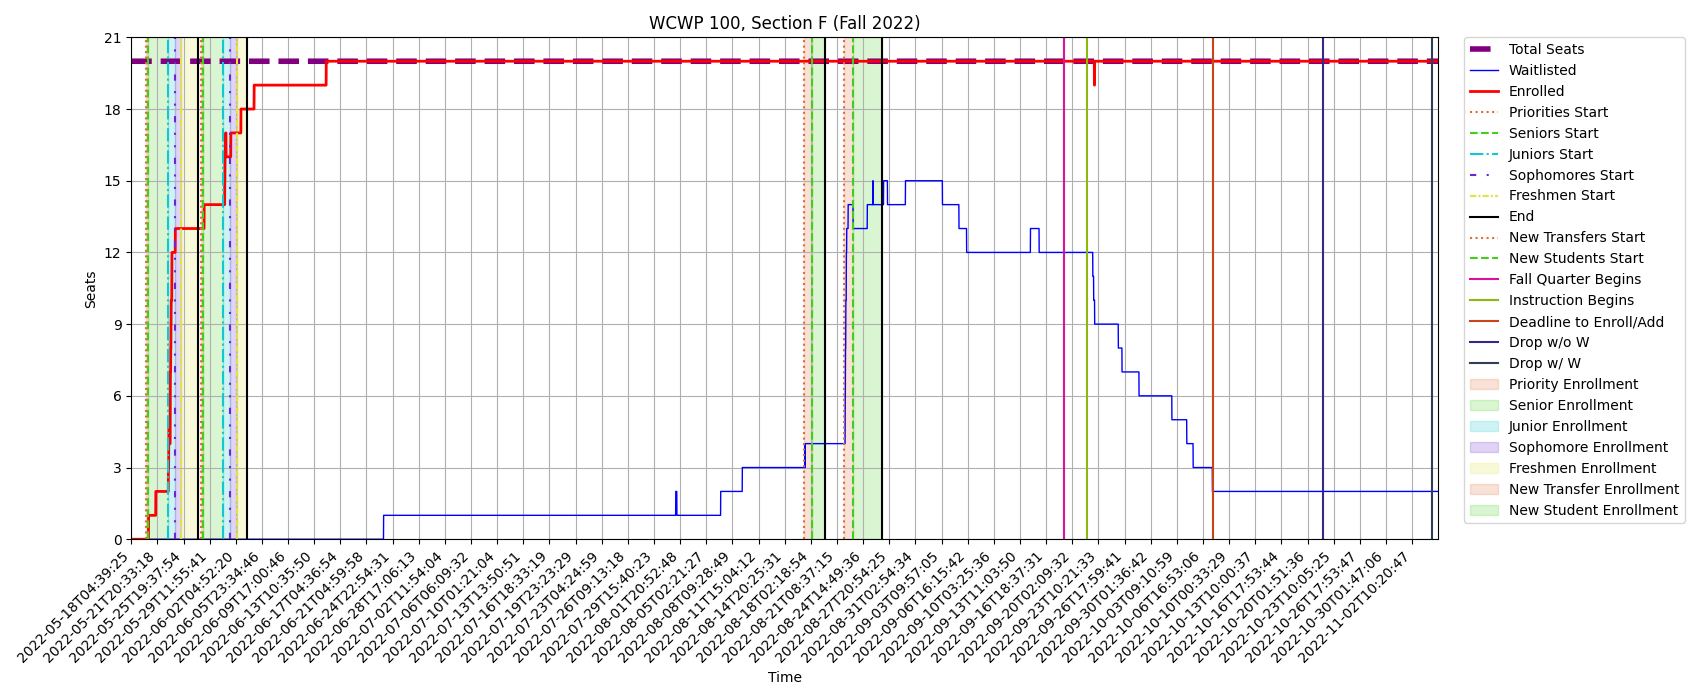 WCWP 100, Section F (Fall 2022)
Seats
21
18
15
12
9
6
3
0
2022-05-18T04:39:25
2022-05-21T20:33:18
2022-05-25T19:37:54
2022-05-29T11:55:41
2022-06-02T04:52:20
2022-06-05T23:34:46
2022-06-09T17:00:46
2022-06-13T10:35:50
2022-06-17T04:36:54
2022-06-21T04:59:58
2022-06-24T22:54:31
2022-06-28T17:06:13
2022-07-02T11:54:04
2022-07-06T06:09:32
2022-07-10T01:21:04
2022-07-13T13:50:51
2022-07-16T18:33:19
2022-07-19T23:23:29
2022-07-23T04:24:59
2022-07-26T09:13:18
2022-07-29T15:40:23
2022-08-01T20:52:48
2022-08-05T02:21:27
2022-08-08T09:28:49
2022-08-11T15:04:12
2022-08-14T20:25:31
2022-08-18T02:18:54
2022-08-21T08:37:15
2022-08-24T14:49:36
2022-08-27T20:54:25
2022-08-31T02:54:34
2022-09-03T09:57:05
2022-09-06T16:15:42
2022-09-10T03:25:36
2022-09-13T11:03:50
2022-09-16T18:37:31
2022-09-20T02:09:32
2022-09-23T10:21:33
2022-09-26T17:59:41
2022-09-30T01:36:42
2022-10-03T09:10:59
2022-10-06T16:53:06
2022-10-10T00:33:29
2022-10-13T10:00:37
2022-10-16T17:53:44
2022-10-20T01:51:36
2022-10-23T10:05:25
2022-10-26T17:53:47
2022-10-30T01:47:06
2022-11-02T10:20:47
Time
Total Seats
Waitlisted
Enrolled
Priorities Start
Seniors Start
Juniors Start
Sophomores Start
Freshmen Start
End
New Transfers Start
New Students Start
Fall Quarter Begins
Instruction Begins
Deadline to Enroll/Add
Drop w/o W
Drop w/ W
Priority Enrollment
Senior Enrollment
Junior Enrollment
Sophomore Enrollment
Freshmen Enrollment
New Transfer Enrollment
New Student Enrollment